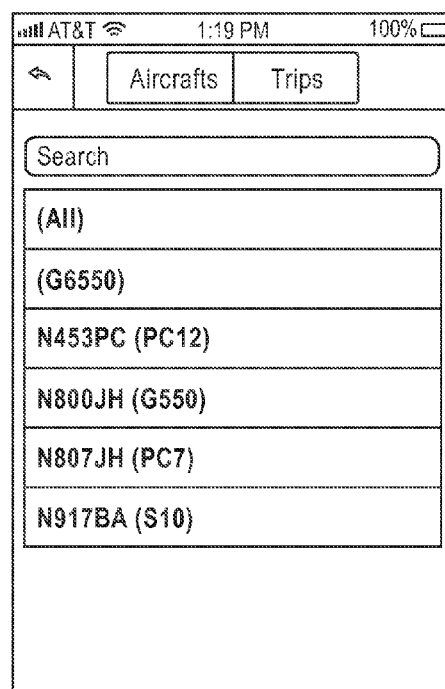 AT&T 1:19 PM 100%
Aircrafts Trips
Search
(All)
(G6550)
N453PC (PC12)
N800JH (G550)
N807JH (PC7)
N917BA (S10)